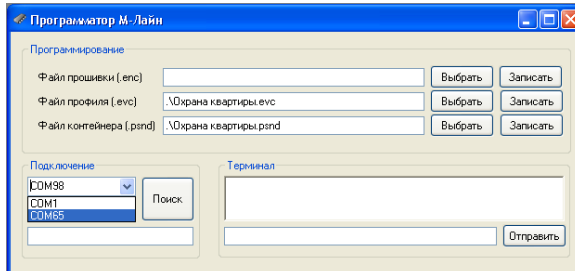 Программатор М-Лайн
Программирование
Файл прошивки (.enc)
Выбрать
Записать
Файл профиля (.evc)
.\Охрана квартиры.evc
Выбрать
Записать
Файл контейнера (.psnd)
.\Охрана квартиры.psnd
Выбрать
Записать
Подключение
COM98
COM1
COM65
Поиск
Терминал
Отправить